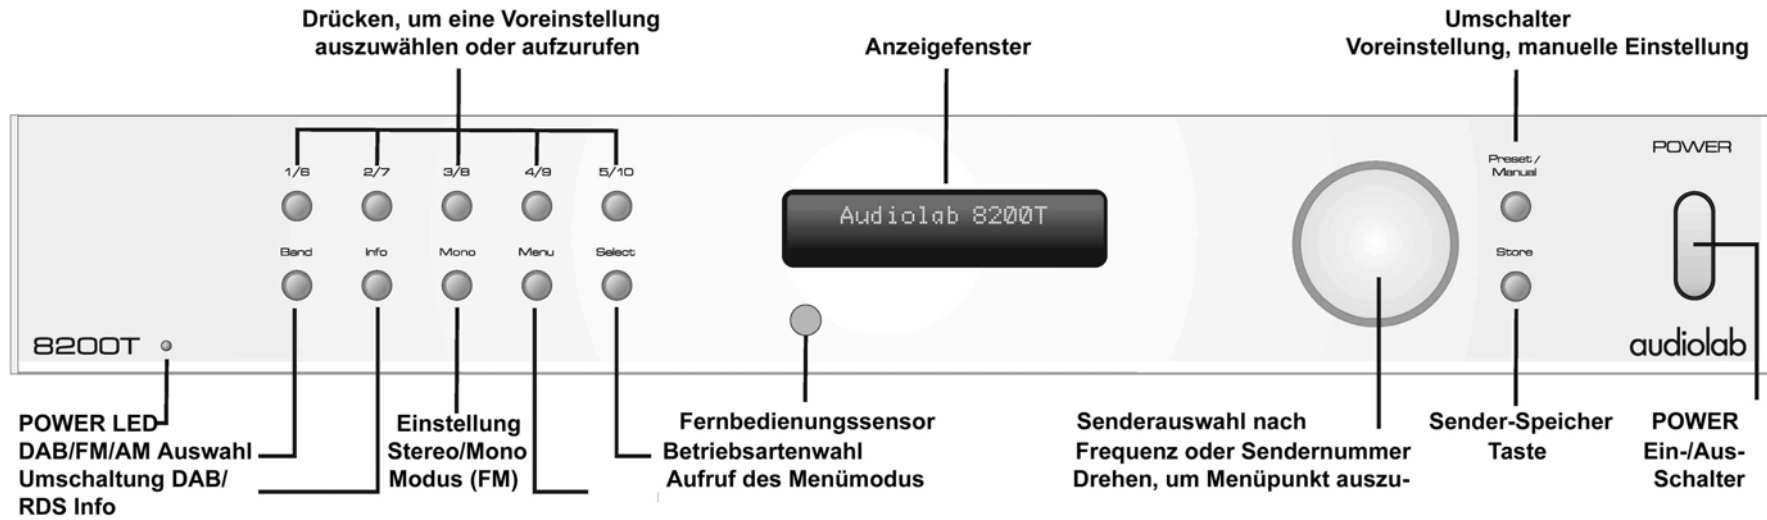 Drücken, um eine Voreinstellung
auszuwählen oder aufzurufen
Anzeigefenster
Umschalter
Voreinstellung, manuelle Einstellung
1/6
2/7
3/8
4/9
5/10
Preset/
Manual
POWER
Audiolab 8200T
Band
Info
Mono
Menu
Select
Store
8200T
audiolab
POWER LED
DAB/FM/AM Auswahl
Umschaltung DAB/
RDS Info
Einstellung
Stereo/Mono
Modus (FM)
Fernbedienungssensor
Betriebsartenwahl
Aufruf des Menümodus
Senderauswahl nach
Frequenz oder Sendernummer
Drehen, um Menüpunkt auszu-
Sender-Speicher
Taste
POWER
Ein-/Aus-
Schalter